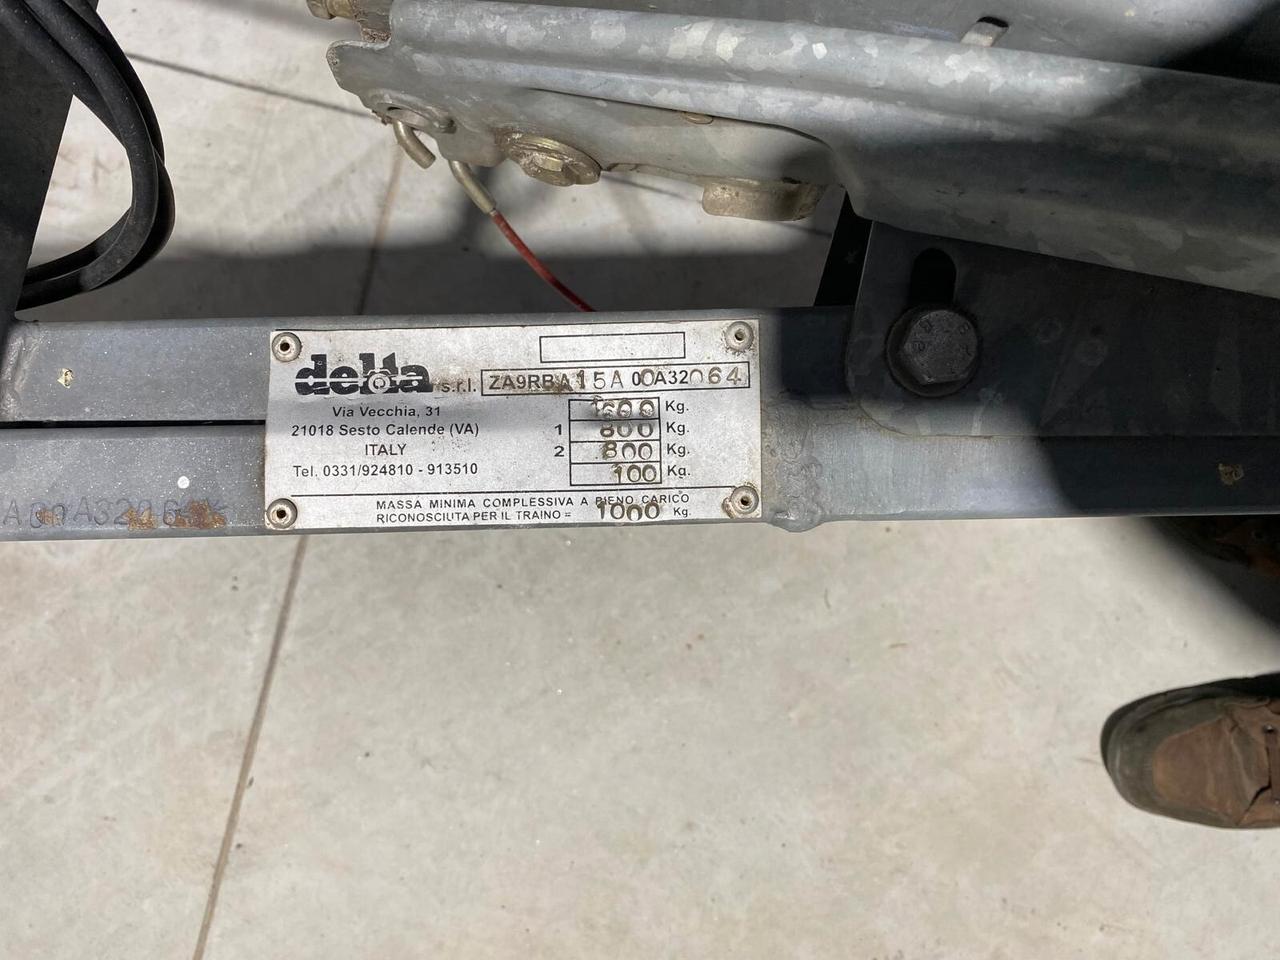 delta s.r.l. ZA9RBA15A00A32064
Via Vecchia, 31
21018 Sesto Calende (VA)
ITALY
Tel. 0331/924810 - 913510
1600 Kg.
1 800 Kg.
2 800 Kg.
100 Kg.
MASSA MINIMA COMPLESSIVA A PIENO CARICO
RICONOSCIUTA PER IL TRAINO = 1000 Kg.